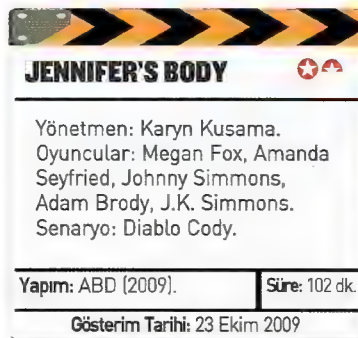 JENNIFER'S BODY
Yönetmen: Karyn Kusama.
Oyuncular: Megan Fox, Amanda
Seyfried, Johnny Simmons,
Adam Brody, J.K. Simmons.
Senaryo: Diablo Cody.
Yapım: ABD (2009). Süre: 102 dk.
Gösterim Tarihi: 23 Ekim 2009